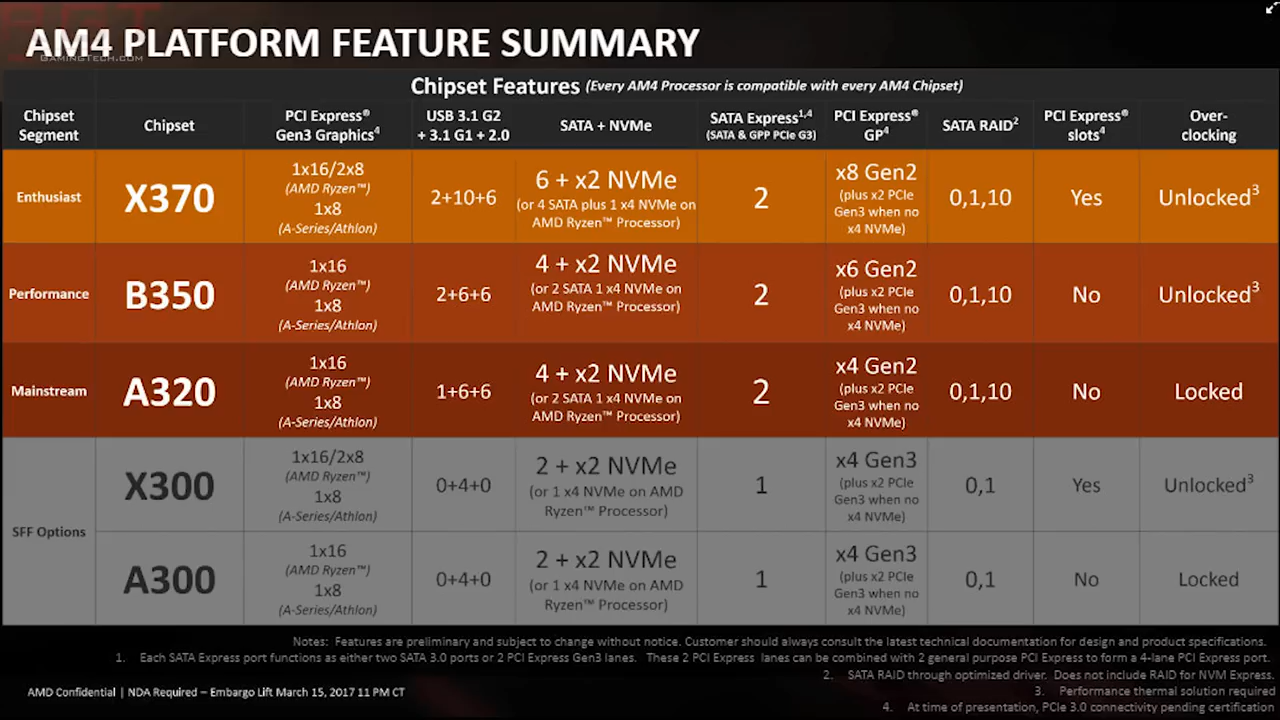 AM4 PLATFORM FEATURE SUMMARY
GAMINGTECH.COM
Chipset Features (Every AM4 Processor is compatible with every AM4 Chipset)
Chipset Segment
Chipset
PCI Express® Gen3 Graphics⁴
USB 3.1 G2 + 3.1 G1 + 2.0
SATA + NVMe
SATA Express¹,⁴ (SATA & GPP PCIe G3)
PCI Express® GP⁴
SATA RAID²
PCI Express® slots⁴
Over-clocking
Enthusiast
X370
1x16/2x8
(AMD Ryzen™)
1x8
(A-Series/Athlon)
2+10+6
6 + x2 NVMe
(or 4 SATA plus 1 x4 NVMe on
AMD Ryzen™ Processor)
2
x8 Gen2
(plus x2 PCIe
Gen3 when no
x4 NVMe)
0,1,10
Yes
Unlocked³
Performance
B350
1x16
(AMD Ryzen™)
1x8
(A-Series/Athlon)
2+6+6
4 + x2 NVMe
(or 2 SATA 1 x4 NVMe on
AMD Ryzen™ Processor)
2
x6 Gen2
(plus x2 PCIe
Gen3 when no
x4 NVMe)
0,1,10
No
Unlocked³
Mainstream
A320
1x16
(AMD Ryzen™)
1x8
(A-Series/Athlon)
1+6+6
4 + x2 NVMe
(or 2 SATA 1 x4 NVMe on
AMD Ryzen™ Processor)
2
x4 Gen2
(plus x2 PCIe
Gen3 when no
x4 NVMe)
0,1,10
No
Locked
SFF Options
X300
1x16/2x8
(AMD Ryzen™)
1x8
(A-Series/Athlon)
0+4+0
2 + x2 NVMe
(or 1 x4 NVMe on AMD
Ryzen™ Processor)
1
x4 Gen3
(plus x2 PCIe
Gen3 when no
x4 NVMe)
0,1
Yes
Unlocked³
A300
1x16
(AMD Ryzen™)
1x8
(A-Series/Athlon)
0+4+0
2 + x2 NVMe
(or 1 x4 NVMe on AMD
Ryzen™ Processor)
1
x4 Gen3
(plus x2 PCIe
Gen3 when no
x4 NVMe)
0,1
No
Locked
Notes: Features are preliminary and subject to change without notice. Customer should always consult the latest technical documentation for design and product specifications.
1. Each SATA Express port functions as either two SATA 3.0 ports or 2 PCI Express Gen3 lanes. These 2 PCI Express lanes can be combined with 2 general purpose PCI Express to form a 4-lane PCI Express port.
2. SATA RAID through optimized driver. Does not include RAID for NVM Express.
3. Performance thermal solution required
4. At time of presentation, PCIe 3.0 connectivity pending certification
AMD Confidential | NDA Required – Embargo Lift March 15, 2017 11 PM CT